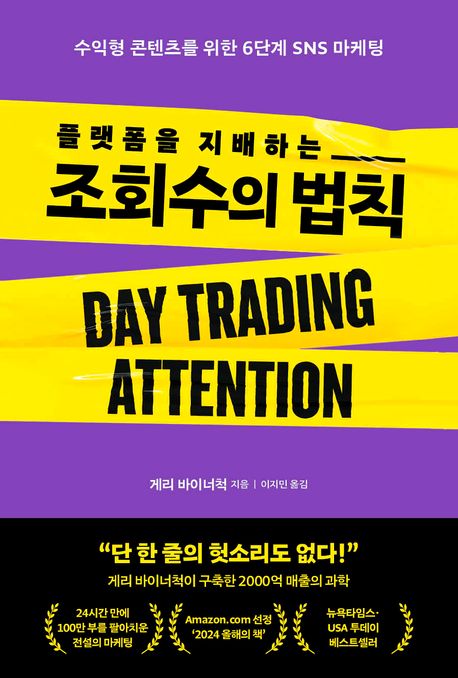 수익형 콘텐츠를 위한 6단계 SNS 마케팅
플랫폼을 지배하는
조회수의 법칙
DAY TRADING
ATTENTION
게리 바이너척 지음 | 이지민 옮김
“단 한 줄의 헛소리도 없다!”
게리 바이너척이 구축한 2000억 매출의 과학
24시간 만에
100만 부를 팔아치운
전설의 마케팅
Amazon.com 선정
‘2024 올해의 책’
뉴욕타임스·
USA 투데이
베스트셀러